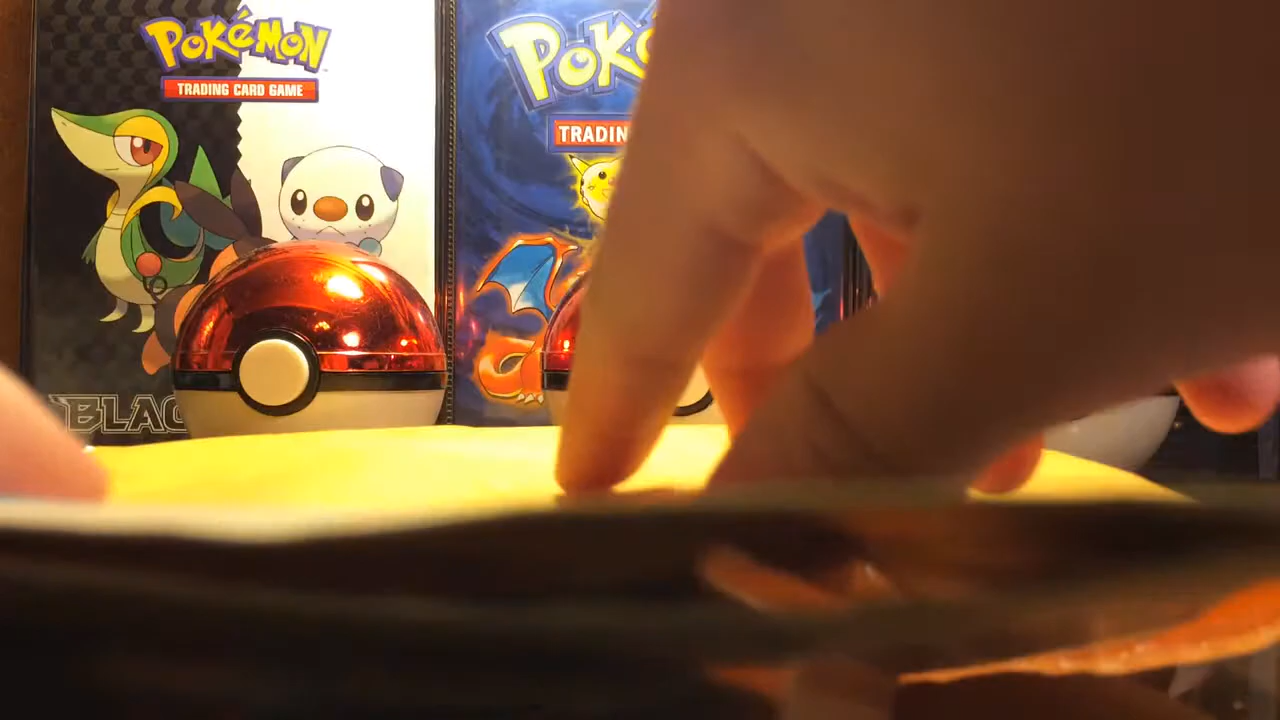 POKéMON
TRADING CARD GAME
POKé
TRADIN
BLAC